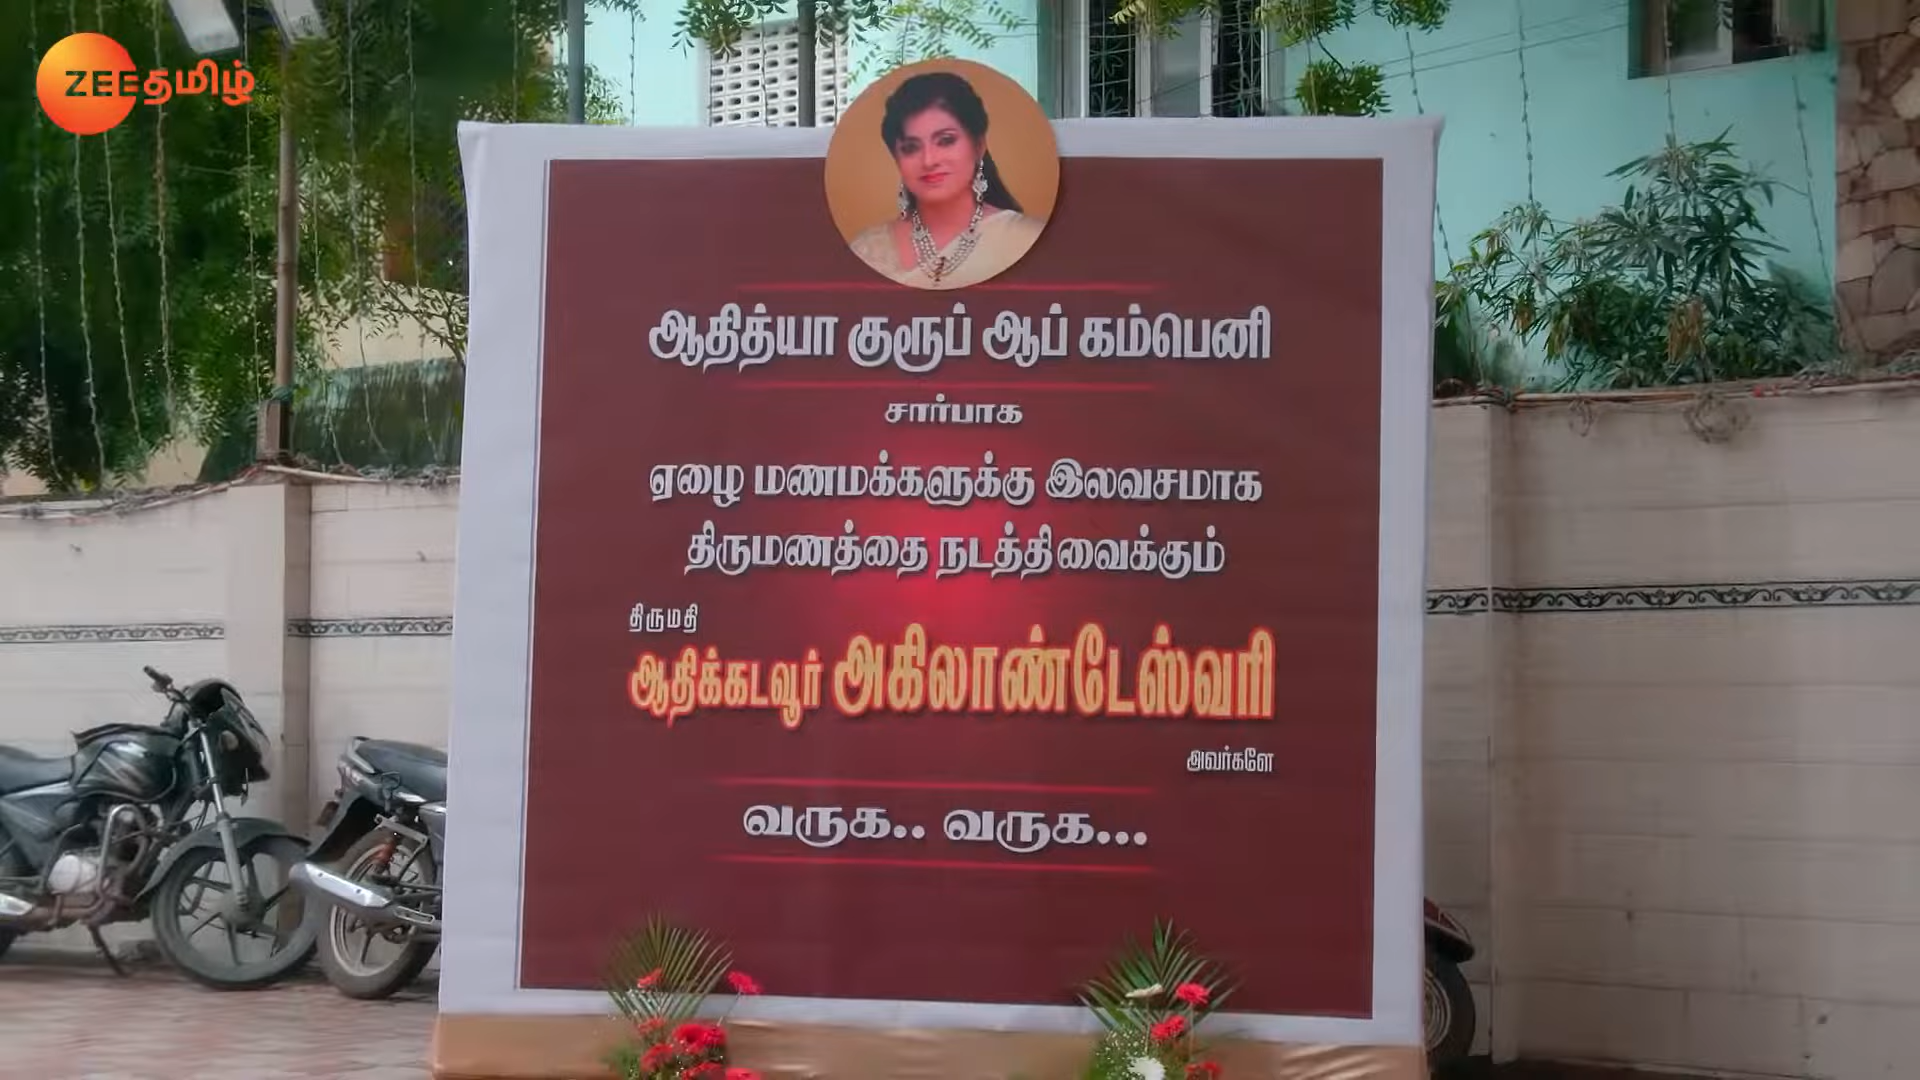 ZEEதமிழ்
ஆதித்யா குரூப் ஆப் கம்பெனி
சார்பாக
ஏழை மணமக்களுக்கு இலவசமாக
திருமணத்தை நடத்திவைக்கும்
திருமதி
ஆதிக்கடவூர் அகிலாண்டேஸ்வரி
அவர்களே
வருக.. வருக...